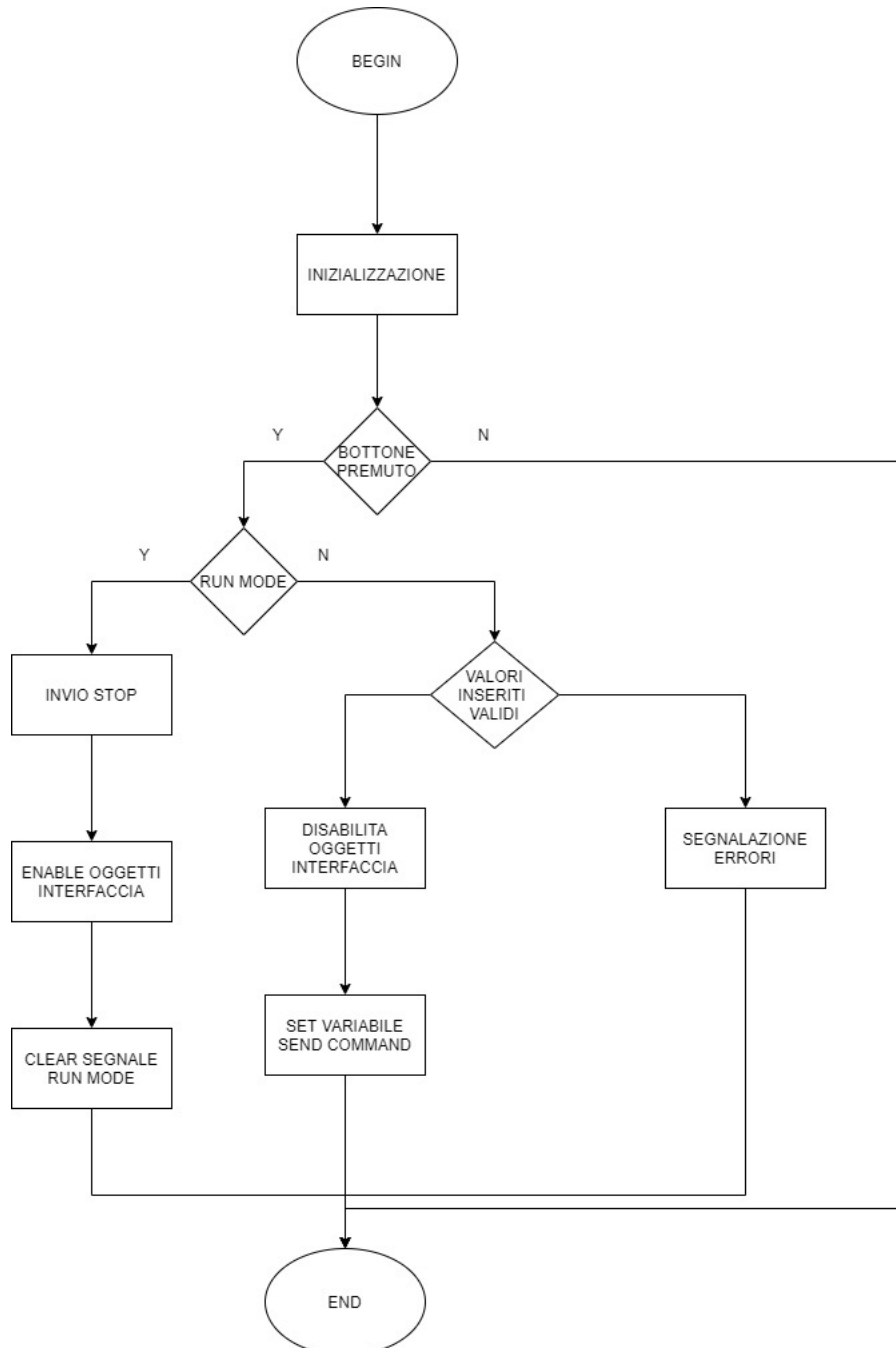 BEGIN
INIZIALIZZAZIONE
Y
BOTTONE
PREMUTO
N
Y
RUN MODE
N
INVIO STOP
VALORI
INSERITI
VALIDI
ENABLE OGGETTI
INTERFACCIA
DISABILITA
OGGETTI
INTERFACCIA
SEGNALAZIONE
ERRORI
CLEAR SEGNALE
RUN MODE
SET VARIABILE
SEND COMMAND
END